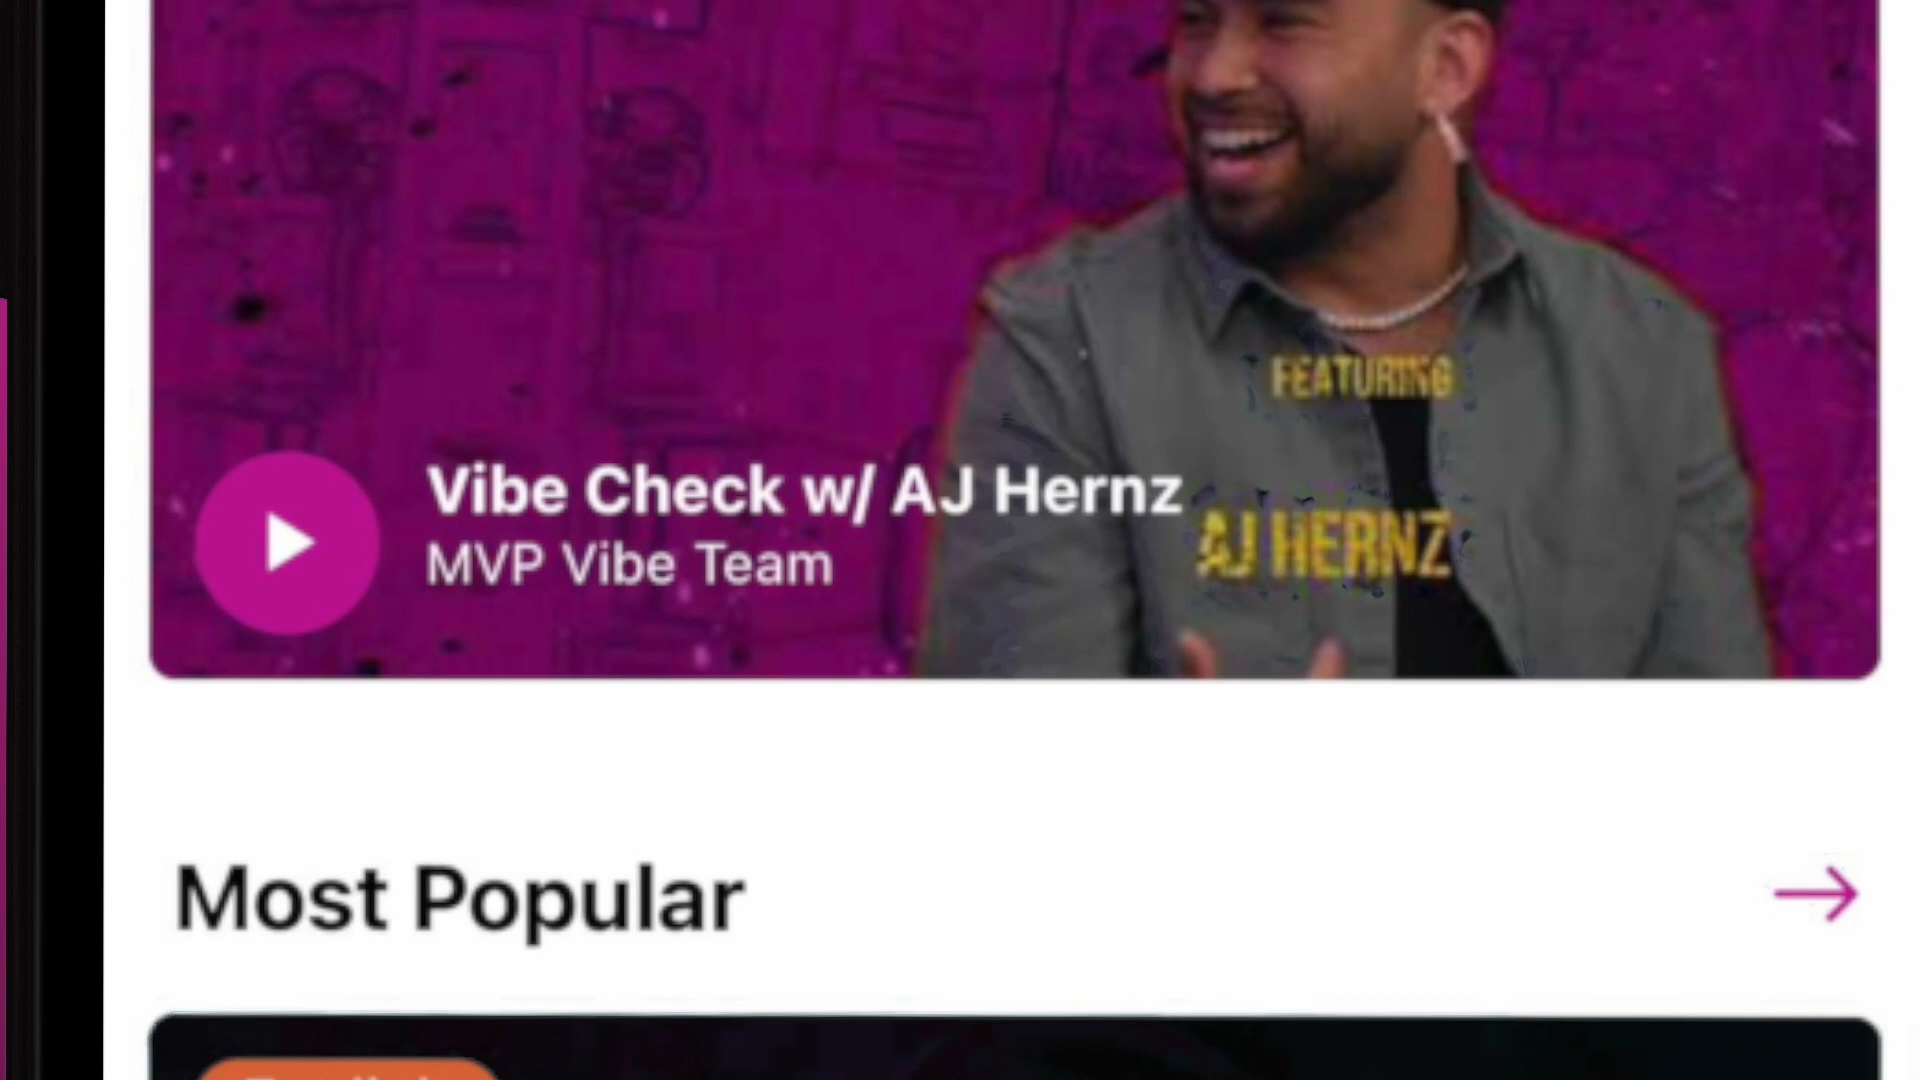 FEATURING
Vibe Check w/ AJ Hernz
AJ HERNZ
MVP Vibe Team
Most Popular